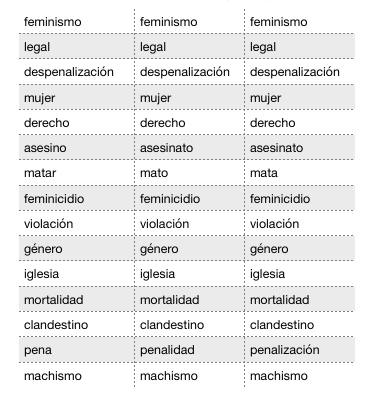 feminismo feminismo feminismo
legal legal legal
despenalización despenalización despenalización
mujer mujer mujer
derecho derecho derecho
asesino asesinato asesinato
matar mato mata
feminicidio feminicidio feminicidio
violación violación violación
género género género
iglesia iglesia iglesia
mortalidad mortalidad mortalidad
clandestino clandestino clandestino
pena penalidad penalización
machismo machismo machismo